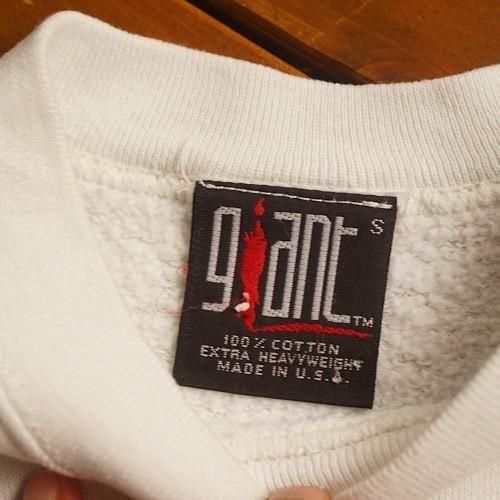 giant S
TM
100% COTTON
EXTRA HEAVYWEIGHT
MADE IN U.S.A.